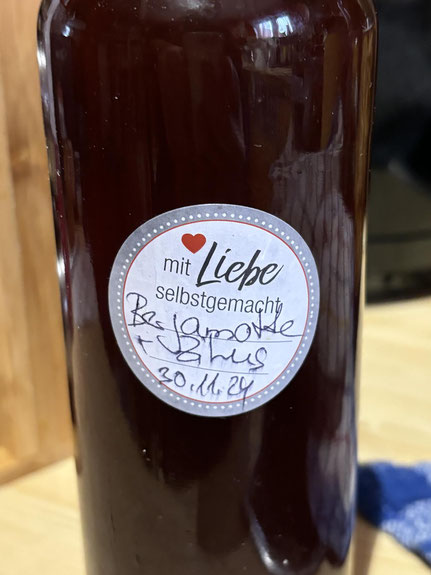 mit Liebe
selbstgemacht
Bergamotte
+
30.11.24